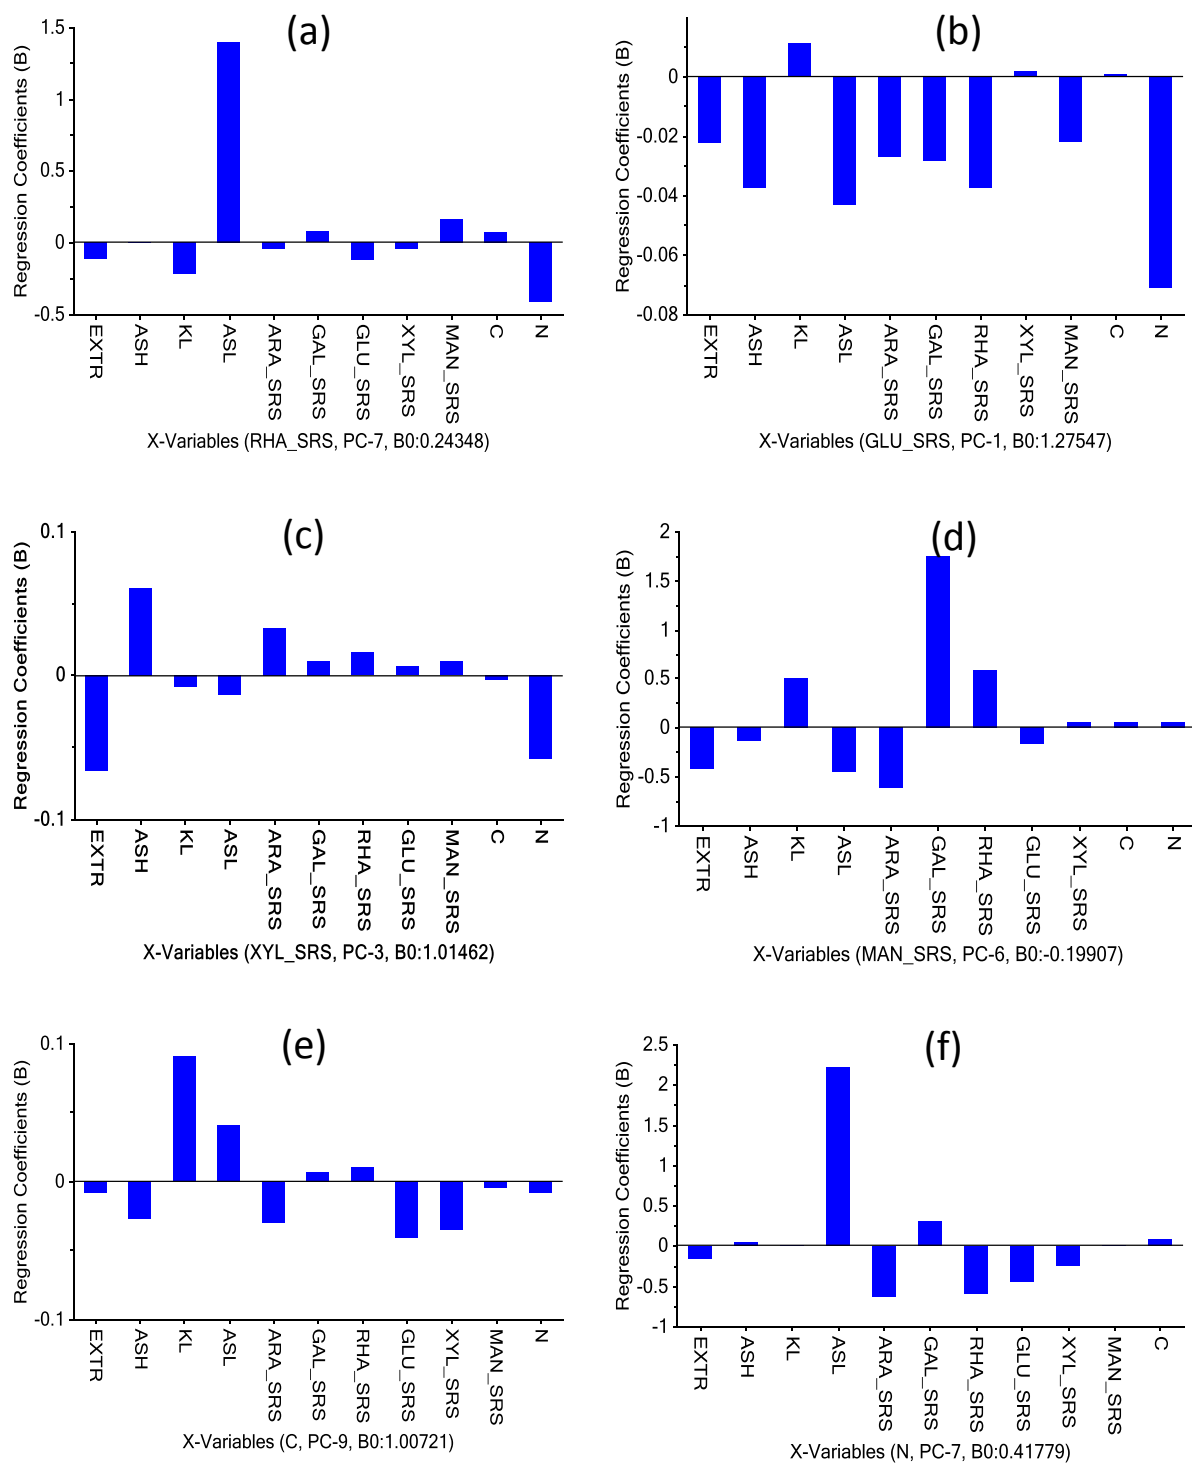 (a)
Regression Coefficients (B)
1.5
1
0.5
0
-0.5
EXTR
ASH
KL
ASL
ARA_SRS
GAL_SRS
GLU_SRS
XYL_SRS
MAN_SRS
C
N
X-Variables (RHA_SRS, PC-7, B0:0.24348)
(b)
Regression Coefficients (B)
0
-0.02
-0.04
-0.06
-0.08
EXTR
ASH
KL
ASL
ARA_SRS
GAL_SRS
RHA_SRS
XYL_SRS
MAN_SRS
C
N
X-Variables (GLU_SRS, PC-1, B0:1.27547)
(c)
Regression Coefficients (B)
0.1
0
-0.1
EXTR
ASH
KL
ASL
ARA_SRS
GAL_SRS
RHA_SRS
GLU_SRS
MAN_SRS
C
N
X-Variables (XYL_SRS, PC-3, B0:1.01462)
(d)
Regression Coefficients (B)
2
1.5
1
0.5
0
-0.5
-1
EXTR
ASH
KL
ASL
ARA_SRS
GAL_SRS
RHA_SRS
GLU_SRS
XYL_SRS
C
N
X-Variables (MAN_SRS, PC-6, B0:-0.19907)
(e)
Regression Coefficients (B)
0.1
0
-0.1
EXTR
ASH
KL
ASL
ARA_SRS
GAL_SRS
RHA_SRS
GLU_SRS
XYL_SRS
MAN_SRS
N
X-Variables (C, PC-9, B0:1.00721)
(f)
Regression Coefficients (B)
2.5
2
1.5
1
0.5
0
-0.5
-1
EXTR
ASH
KL
ASL
ARA_SRS
GAL_SRS
RHA_SRS
GLU_SRS
XYL_SRS
MAN_SRS
C
X-Variables (N, PC-7, B0:0.41779)